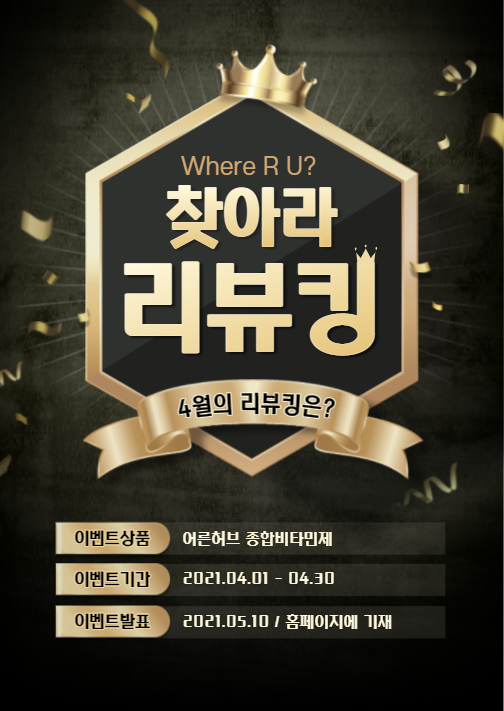 Where R U?
찾아라
리뷰킹
4월의 리뷰킹은?
이벤트상품 어른허브 종합비타민제
이벤트기간 2021.04.01 - 04.30
이벤트발표 2021.05.10 / 홈페이지에 기재